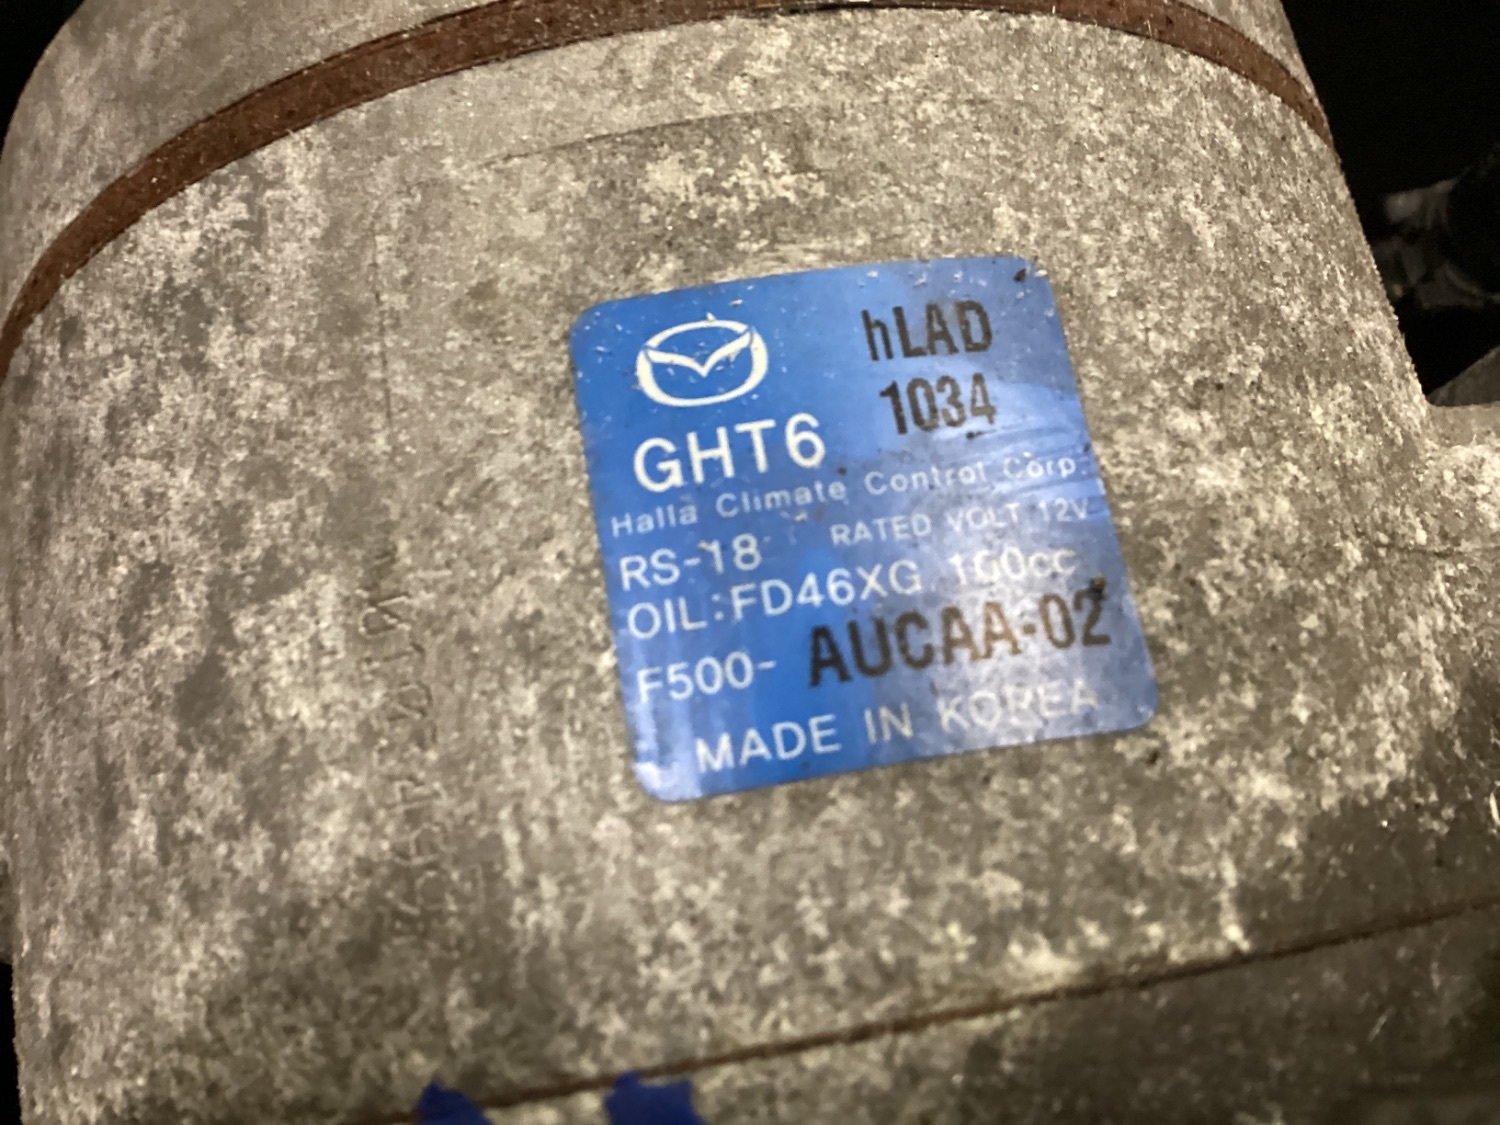 hLAD
1034
GHT6
Halla Climate Control Corp.
RS-18 RATED VOLT 12V
OIL:FD46XG 160cc
F500- AUCAA-02
MADE IN KOREA